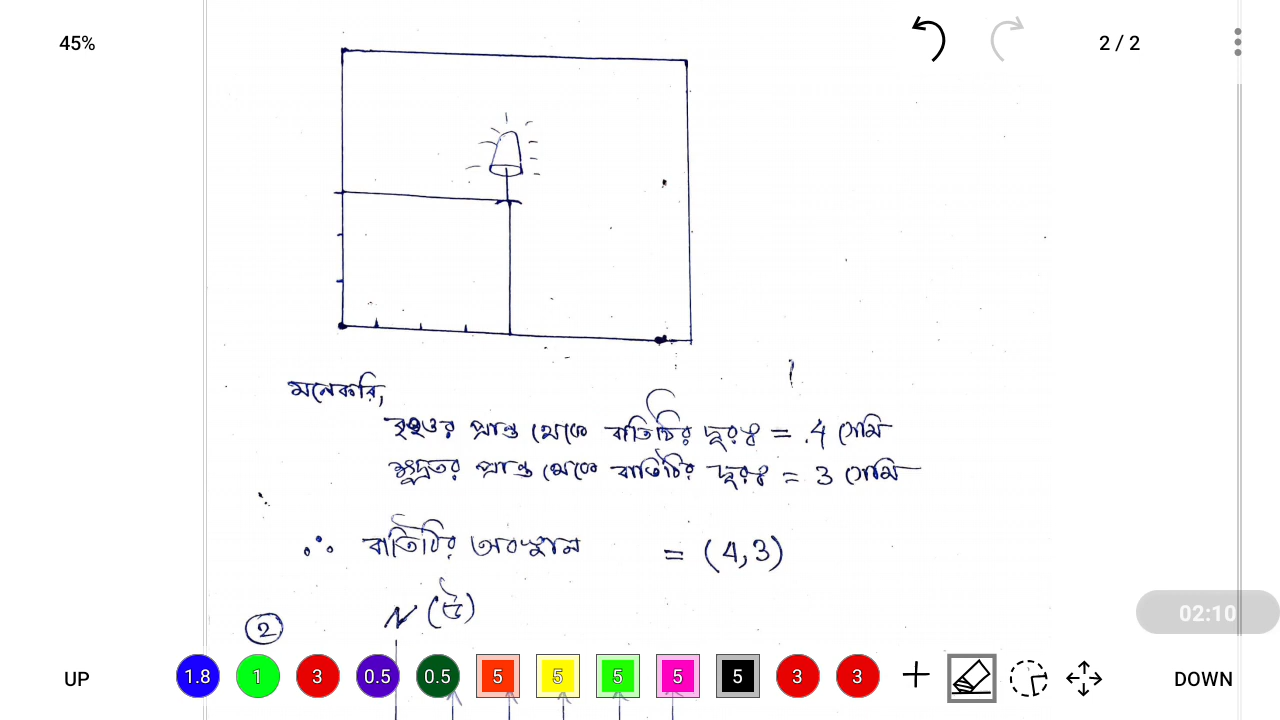 45%
2 / 2
মনেকরি,
বৃহত্তর প্রান্ত থেকে বাতিটির দূরত্ব = 4 সেমি
ক্ষুদ্রতর প্রান্ত থেকে বাতিটির দূরত্ব = 3 সেমি
∴ বাতিটির অবস্থান = (4,3)
02:10
② N (উঃ)
UP 1.8 1 3 0.5 0.5 5 5 5 5 5 3 3 + DOWN